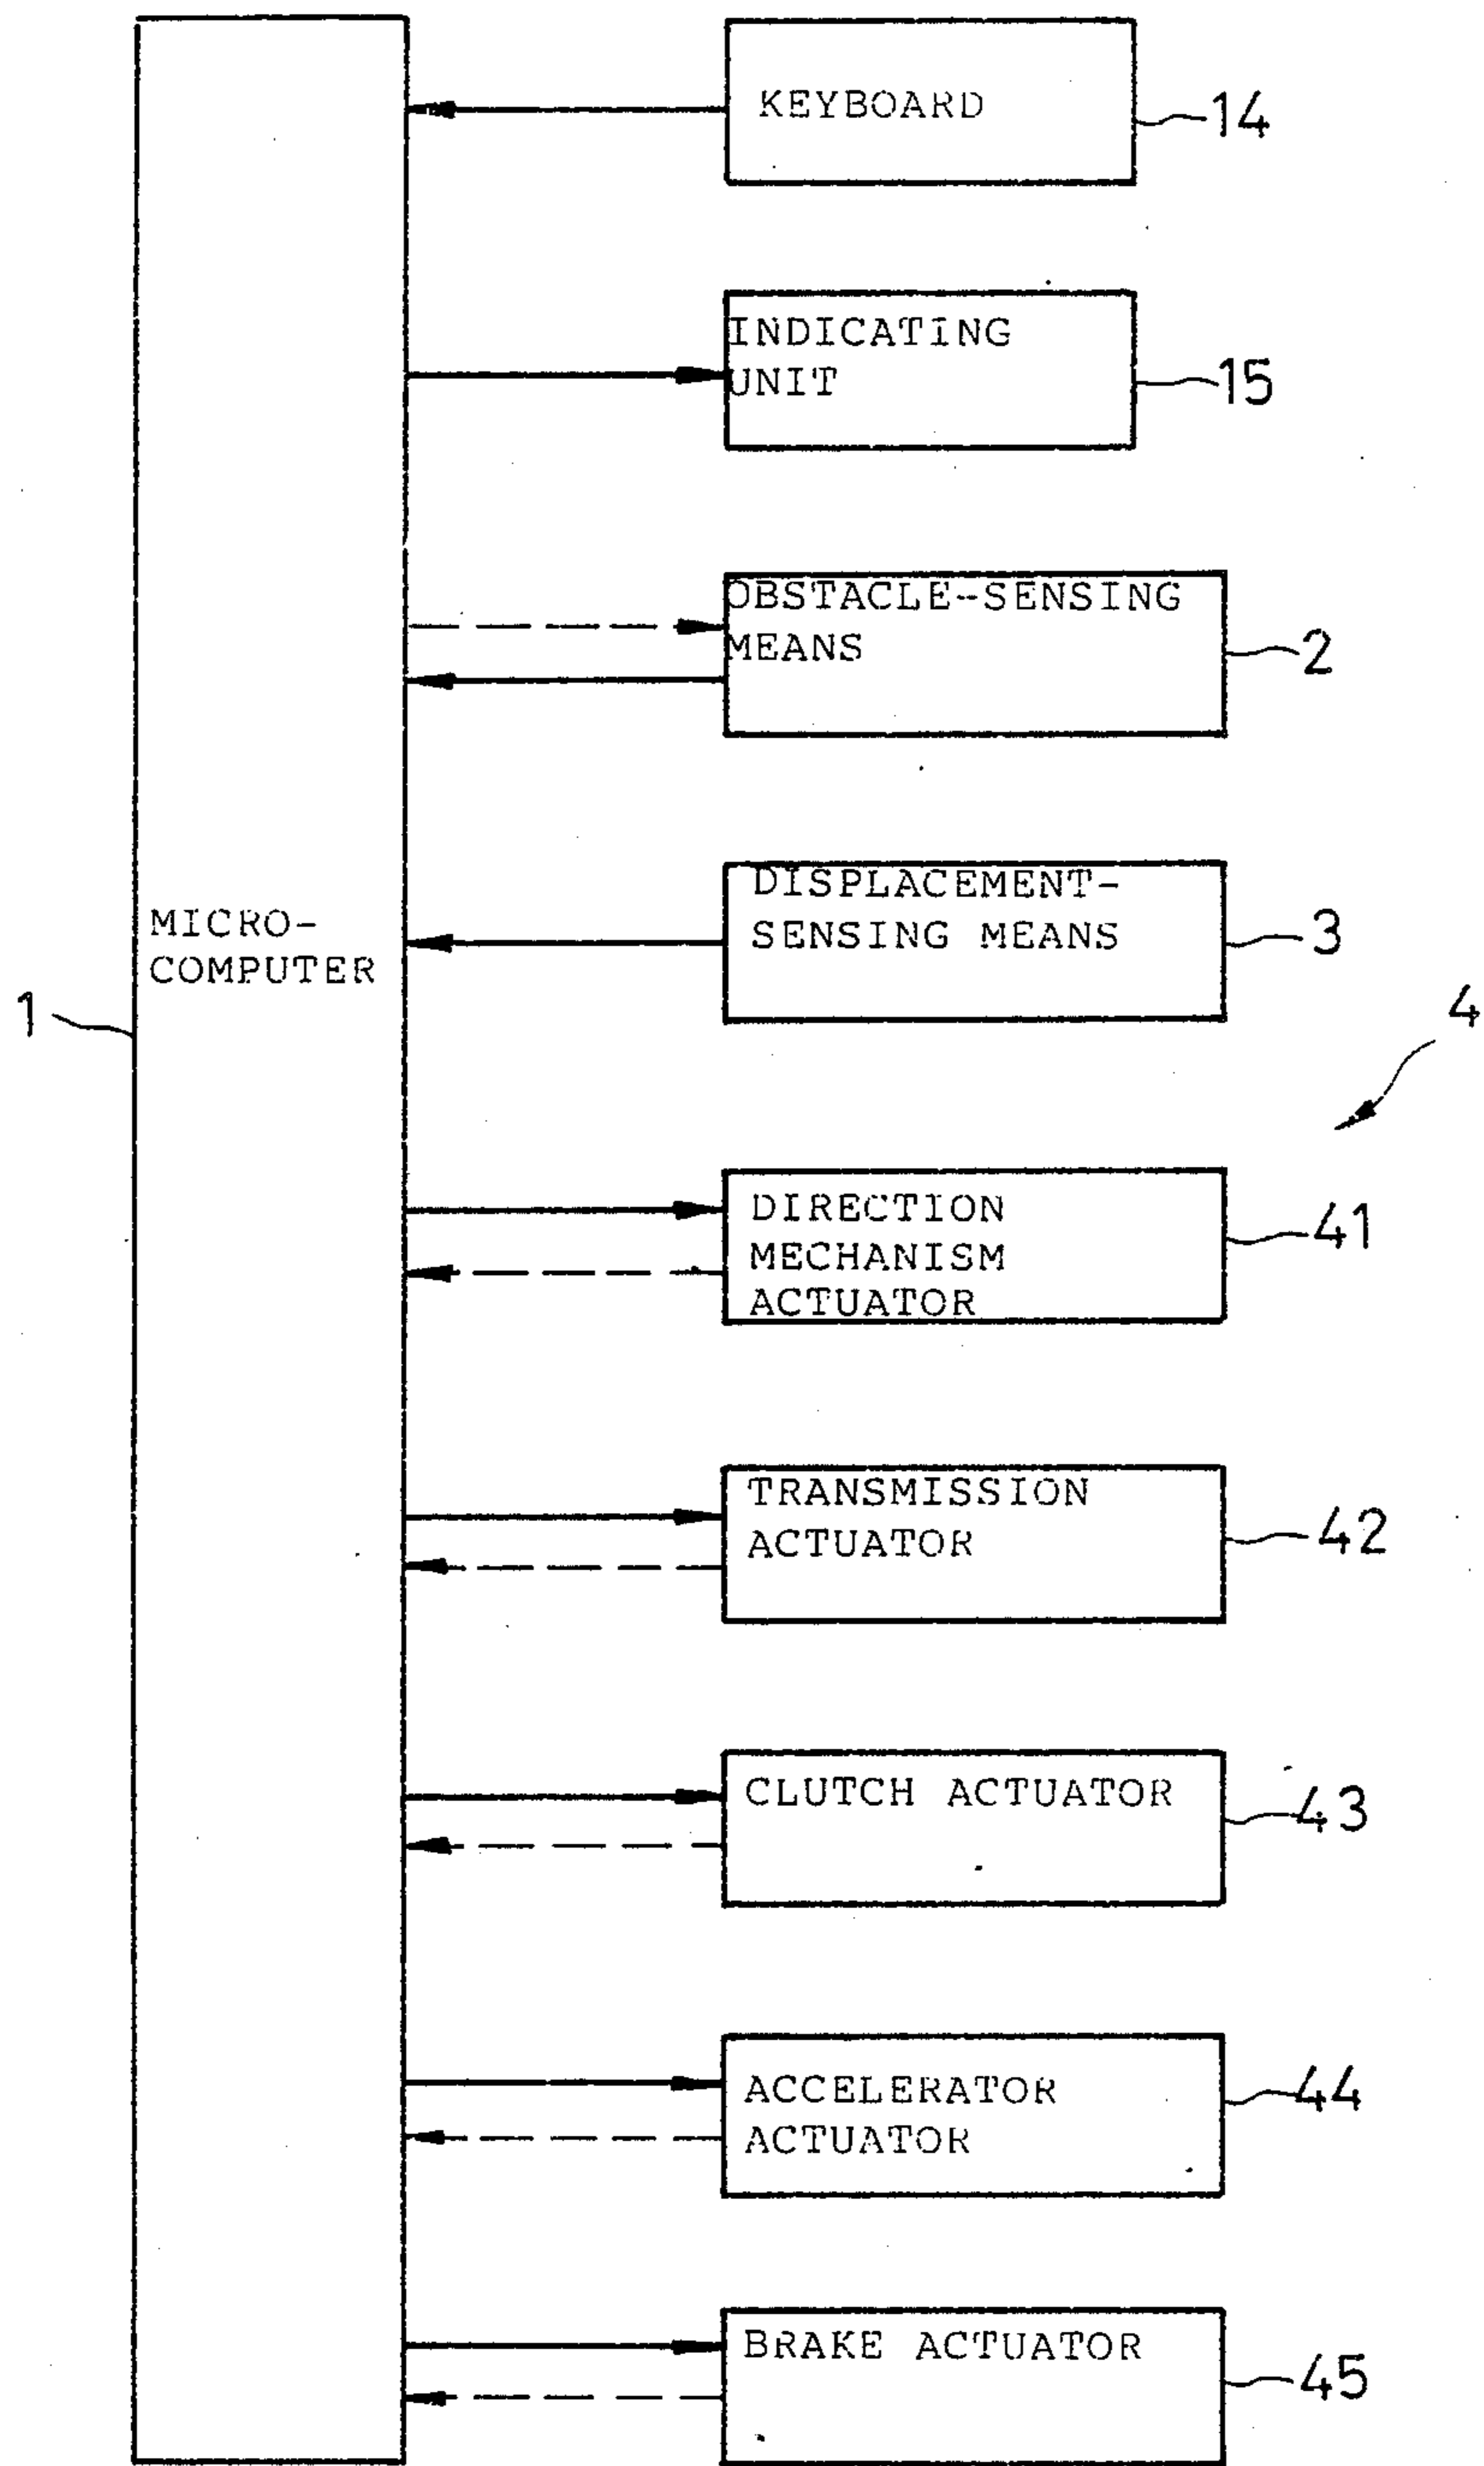 KEYBOARD
14
INDICATING
UNIT
15
OBSTACLE-SENSING
MEANS
2
DISPLACEMENT-
SENSING MEANS
3
MICRO-
COMPUTER
1
4
DIRECTION
MECHANISM
ACTUATOR
41
TRANSMISSION
ACTUATOR
42
CLUTCH ACTUATOR
43
ACCELERATOR
ACTUATOR
44
BRAKE ACTUATOR
45